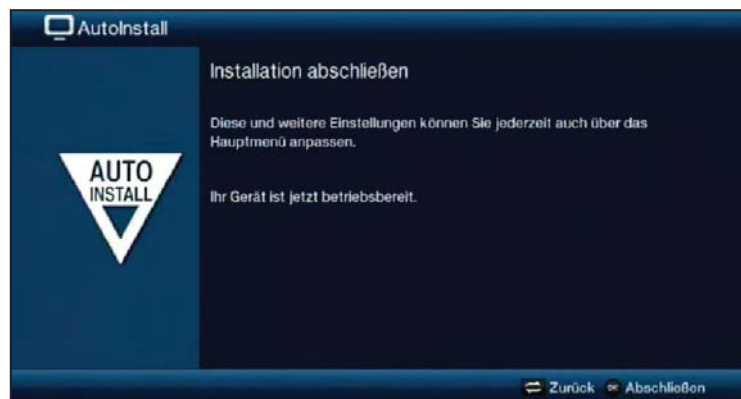 AutoInstall
Installation abschließen
Diese und weitere Einstellungen können Sie jederzeit auch über das
Hauptmenü anpassen.
AUTO
INSTALL
Ihr Gerät ist jetzt betriebsbereit.
Zurück OK Abschließen